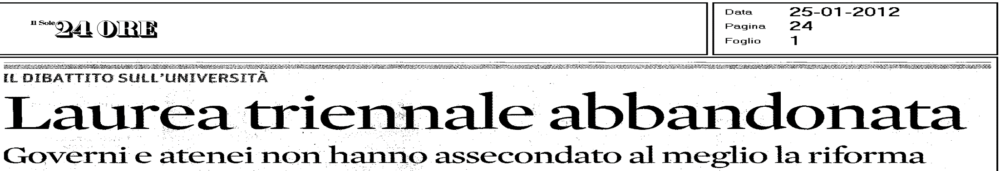 Il Sole 24 ORE
Data 25-01-2012
Pagina 24
Foglio 1
IL DIBATTITO SULL'UNIVERSITÀ
Laurea triennale abbandonata
Governi e atenei non hanno assecondato al meglio la riforma